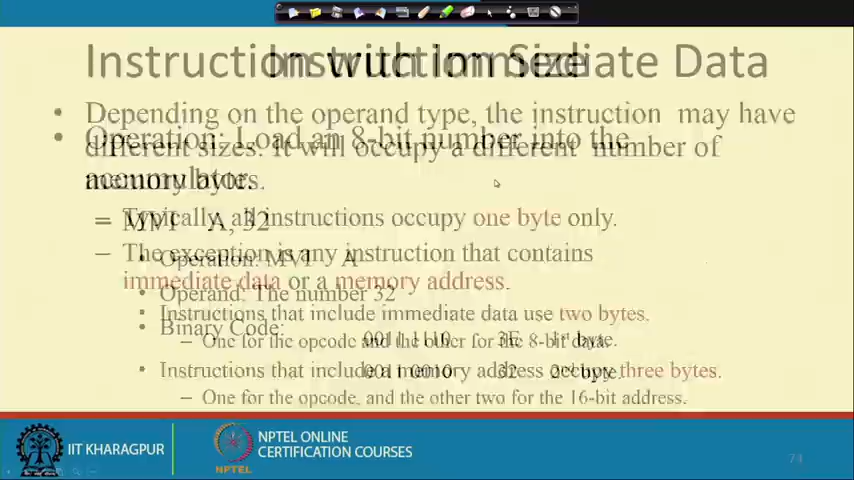 Instruction Size
Instruction with Immediate Data
• Depending on the operand type, the instruction may have
different sizes. It will occupy a different number of
memory bytes.
– Typically, all instructions occupy one byte only.
– The exception is any instruction that contains
immediate data or a memory address.
• Instructions that include immediate data use two bytes.
– One for the opcode and the other for the 8-bit data.
• Instructions that include a memory address occupy three bytes.
– One for the opcode, and the other two for the 16-bit address.
• Operation: Load an 8-bit number into the
accumulator.
– MVI A, 32
• Operation: MVI A
• Operand: The number 32
• Binary Code:
0011 1110 3E 1st byte.
0011 0010 32 2nd byte.
IIT KHARAGPUR
NPTEL
NPTEL ONLINE
CERTIFICATION COURSES